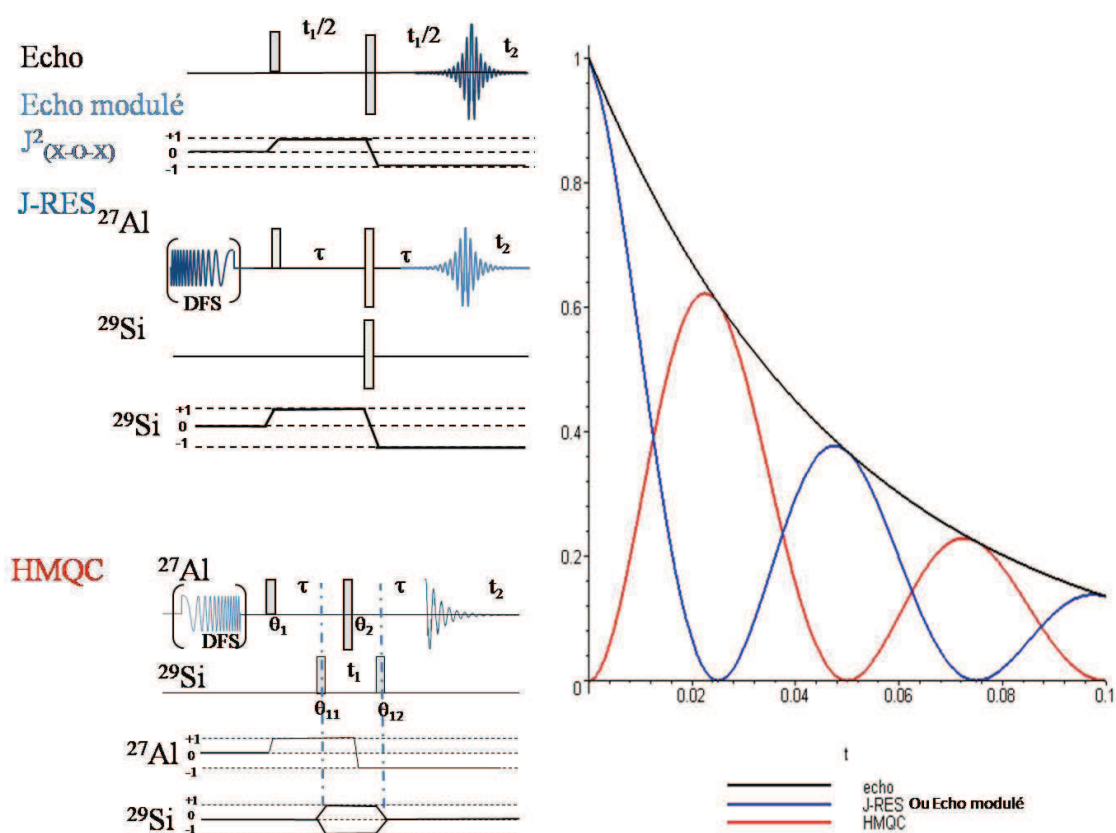 Echo
t₁/2
t₁/2
t₂
Echo modulé
J²(X-O-X)
+1
0
-1
J-RES
²⁷Al
τ
τ
t₂
DFS
²⁹Si
²⁹Si
+1
0
-1
HMQC
²⁷Al
τ
τ
t₂
DFS
θ₁
θ₂
²⁹Si
t₁
θ₁₁
θ₁₂
²⁷Al
+1
0
-1
²⁹Si
+1
0
-1
1
0.8
0.6
0.4
0.2
0
0.02
0.04
0.06
0.08
0.1
t
echo
J-RES Ou Echo modulé
HMQC